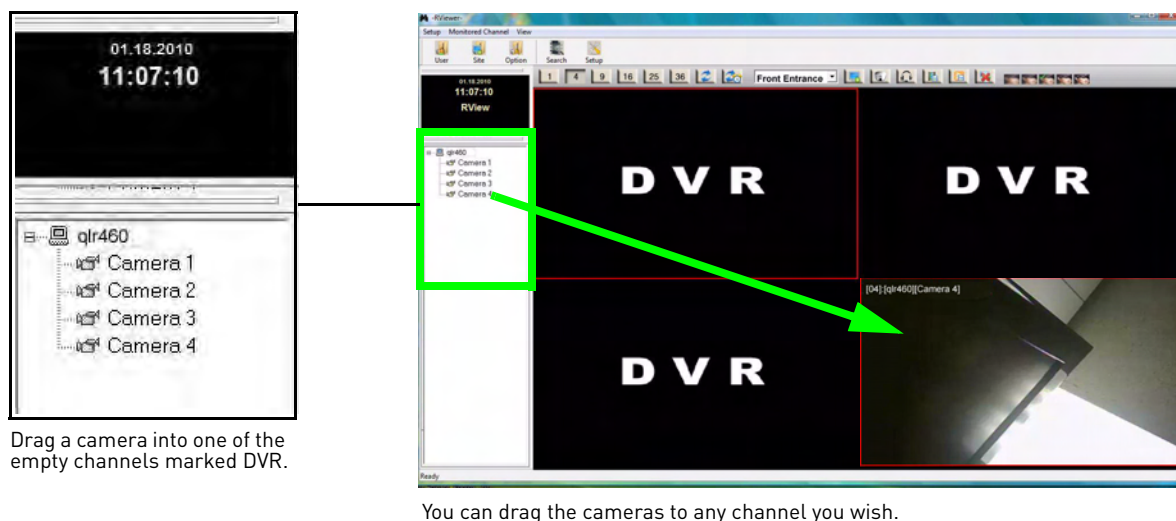 01.18.2010
11:07:10
qlr460
Camera 1
Camera 2
Camera 3
Camera 4
Drag a camera into one of the
empty channels marked DVR.
-RViewer-
Setup Monitored Channel View
User Site Option Search Setup
1 4 9 16 25 36 Front Entrance
01.18.2010
11:07:10
RView
qlr460
Camera 1
Camera 2
Camera 3
Camera 4
DVR
DVR
DVR
[04]:[qlr460][Camera 4]
Ready
You can drag the cameras to any channel you wish.